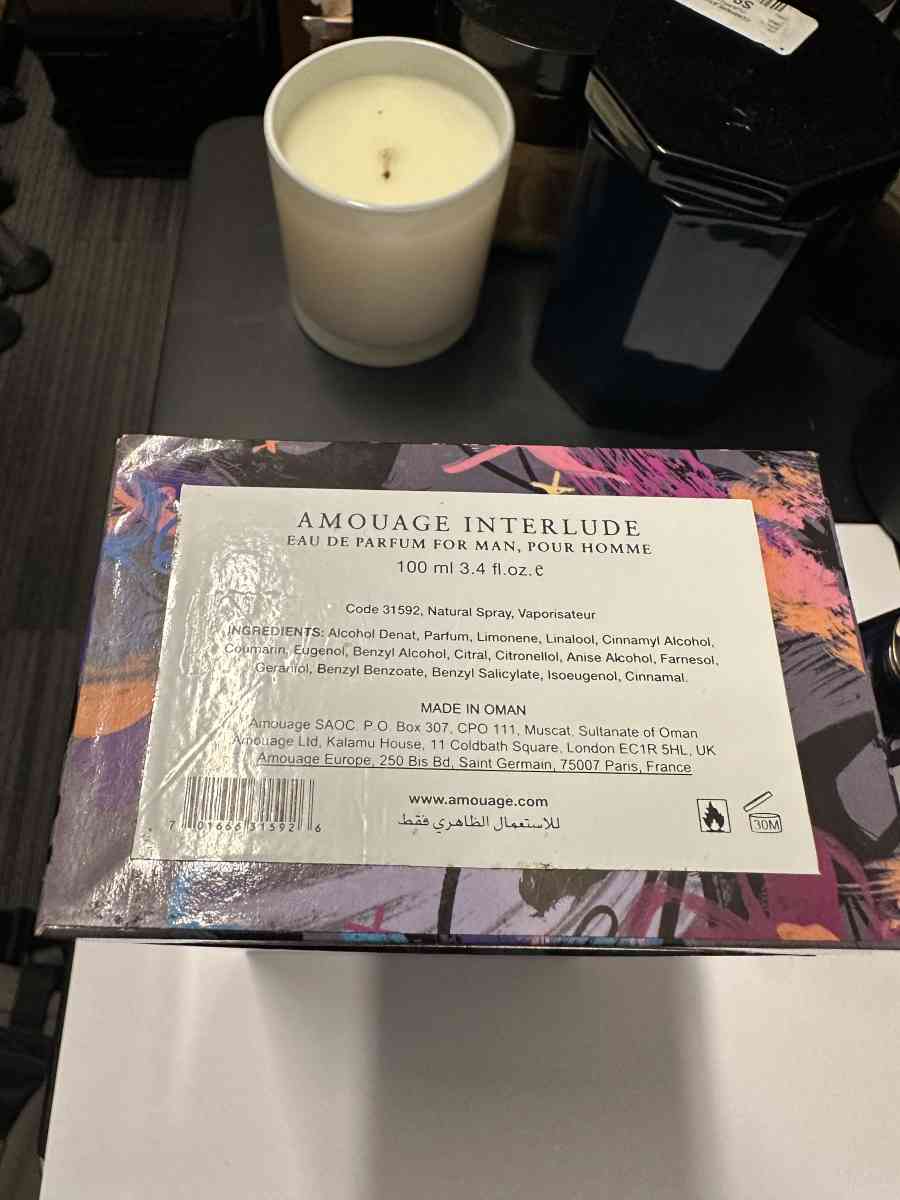 AMOUAGE INTERLUDE
EAU DE PARFUM FOR MAN, POUR HOMME
100 ml 3.4 fl.oz. e
Code 31592, Natural Spray, Vaporisateur
INGREDIENTS: Alcohol Denat, Parfum, Limonene, Linalool, Cinnamyl Alcohol,
Coumarin, Eugenol, Benzyl Alcohol, Citral, Citronellol, Anise Alcohol, Farnesol,
Geraniol, Benzyl Benzoate, Benzyl Salicylate, Isoeugenol, Cinnamal.
MADE IN OMAN
Amouage SAOC, P.O. Box 307, CPO 111, Muscat, Sultanate of Oman
Amouage Ltd, Kalamu House, 11 Coldbath Square, London EC1R 5HL, UK
Amouage Europe, 250 Bis Bd, Saint Germain, 75007 Paris, France
www.amouage.com
للاستعمال الظاهري فقط
7 01666 31592 6
30M